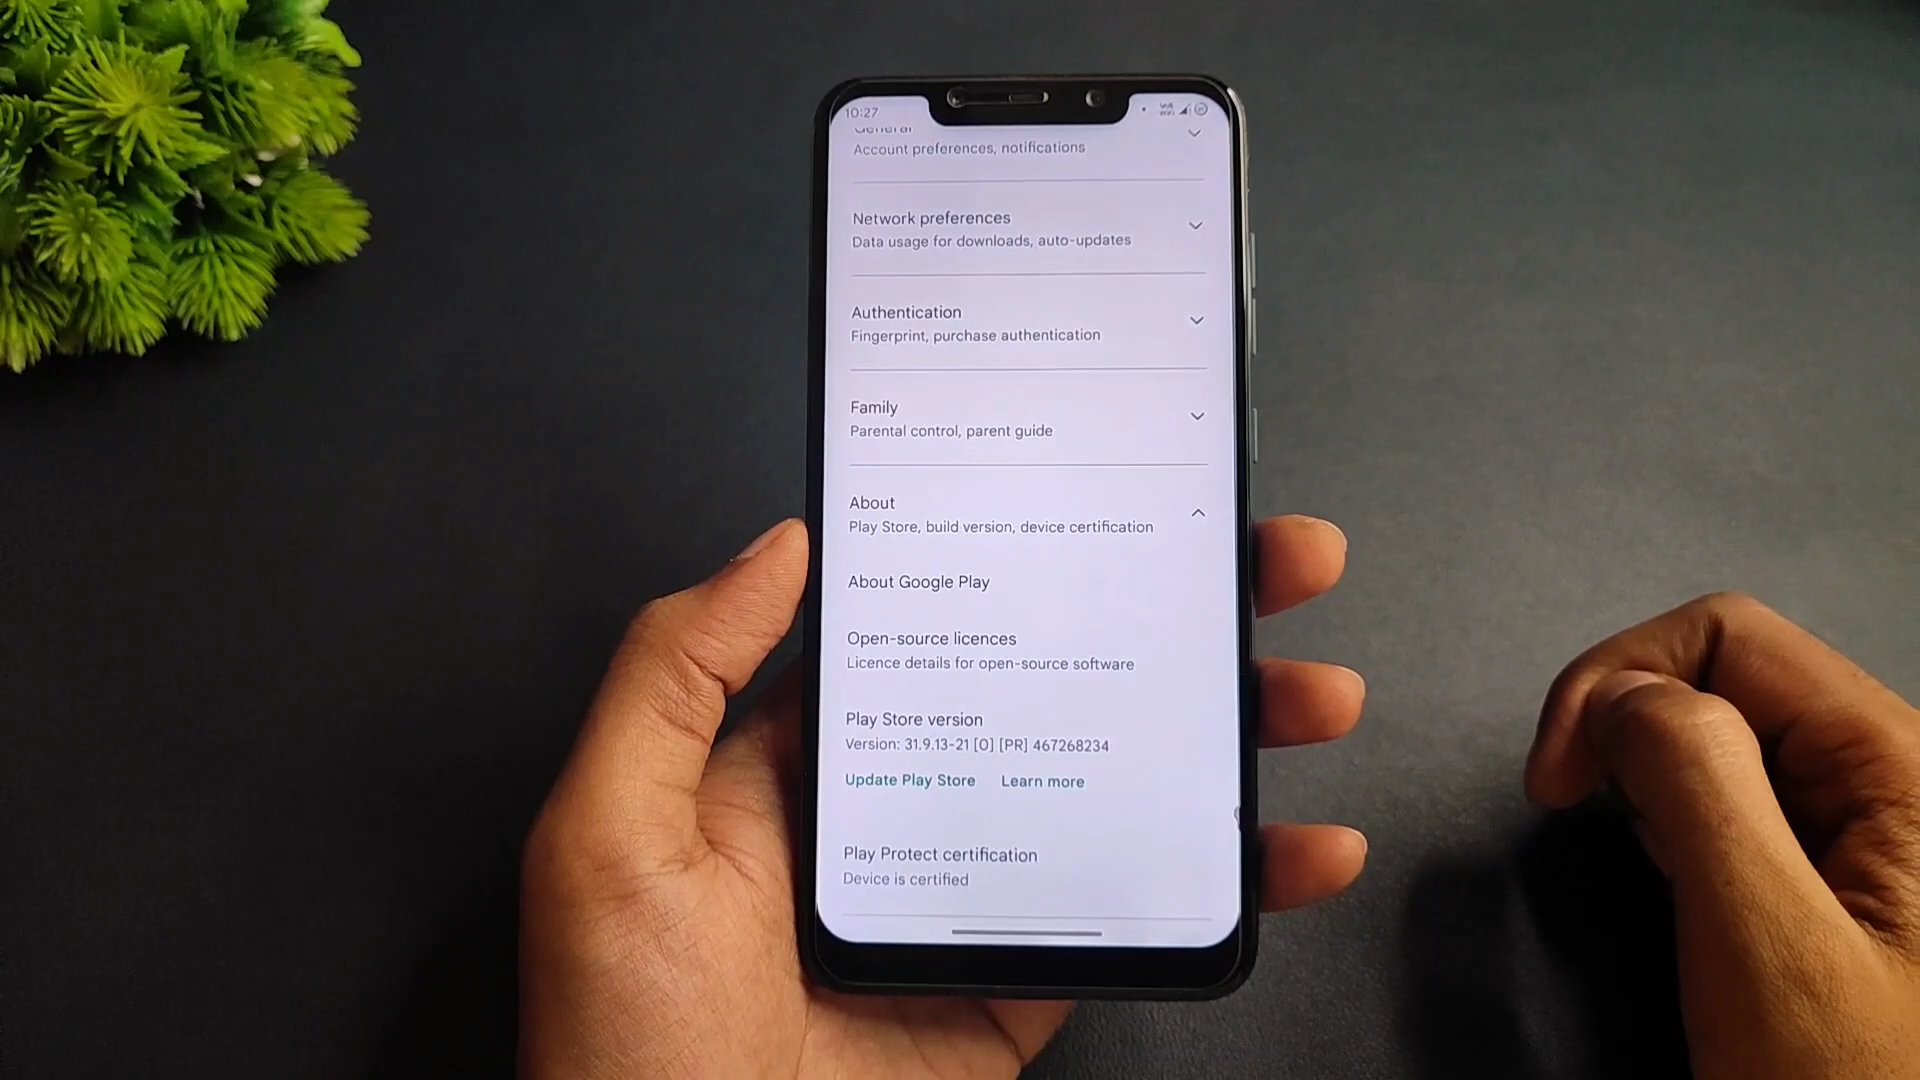 10:27
General
Account preferences, notifications
Network preferences
Data usage for downloads, auto-updates
Authentication
Fingerprint, purchase authentication
Family
Parental control, parent guide
About
Play Store, build version, device certification
About Google Play
Open-source licences
Licence details for open-source software
Play Store version
Version: 31.9.13-21 [0] [PR] 467268234
Update Play Store Learn more
Play Protect certification
Device is certified